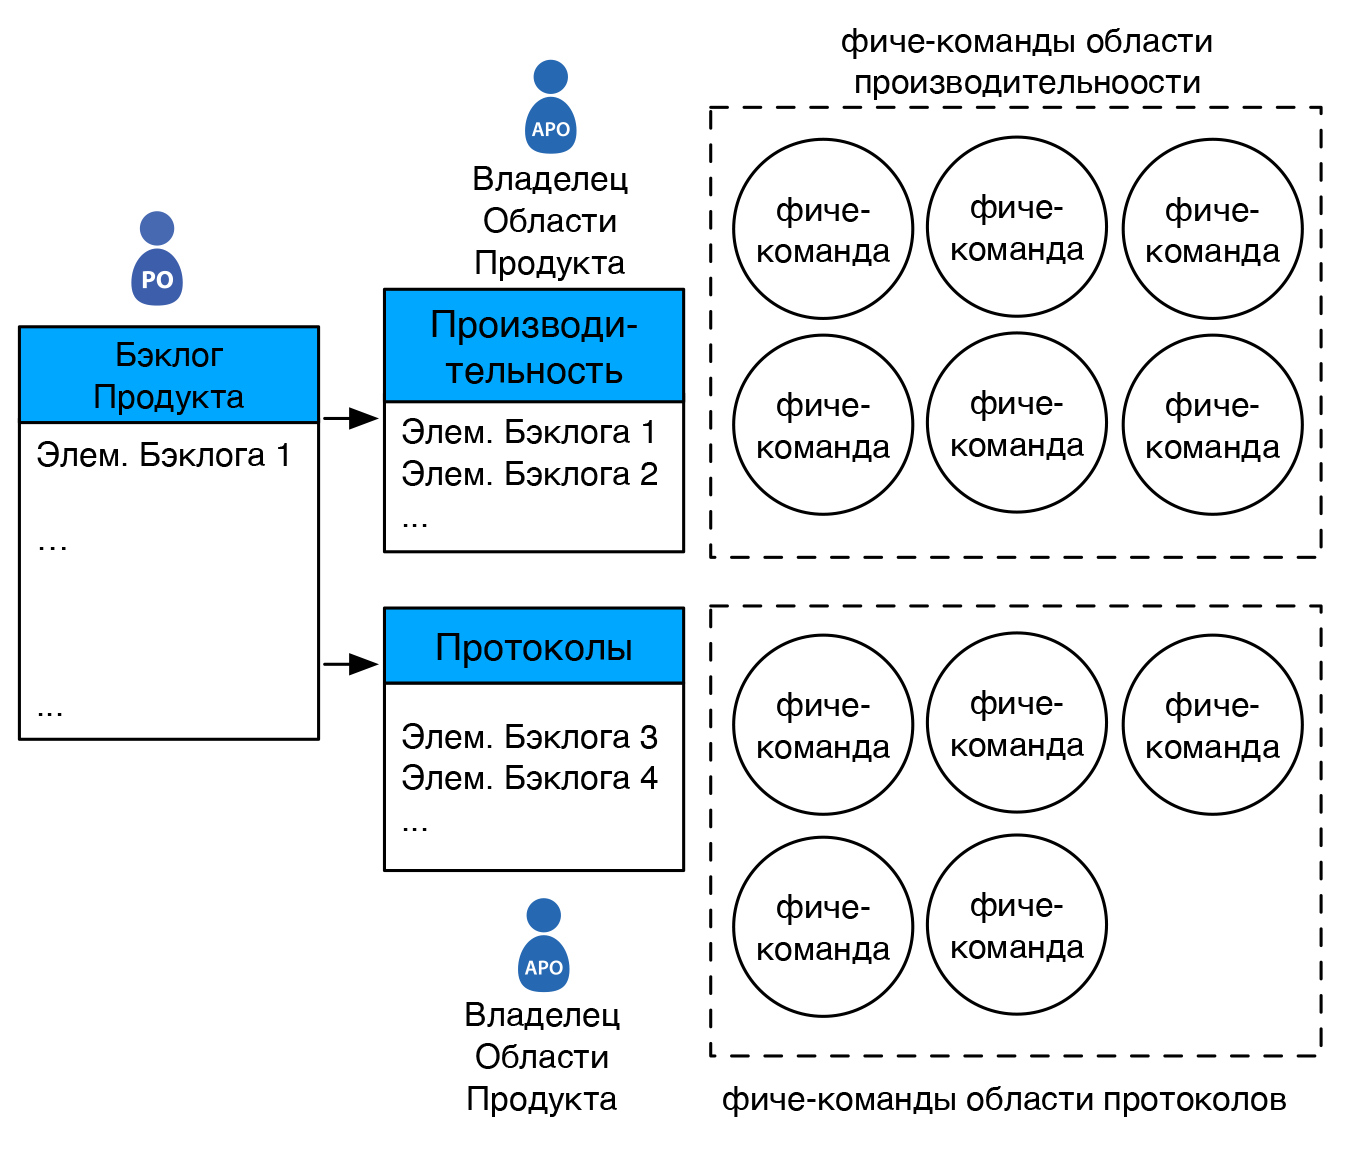 фиче-команды области
производительноости
APO
Владелец
Области
Продукта
PO
Бэклог
Продукта
Элем. Бэклога 1
...
...
Производи-
тельность
Элем. Бэклога 1
Элем. Бэклога 2
...
фиче-
команда
фиче-
команда
фиче-
команда
фиче-
команда
фиче-
команда
фиче-
команда
Протоколы
Элем. Бэклога 3
Элем. Бэклога 4
...
APO
Владелец
Области
Продукта
фиче-
команда
фиче-
команда
фиче-
команда
фиче-
команда
фиче-
команда
фиче-команды области протоколов